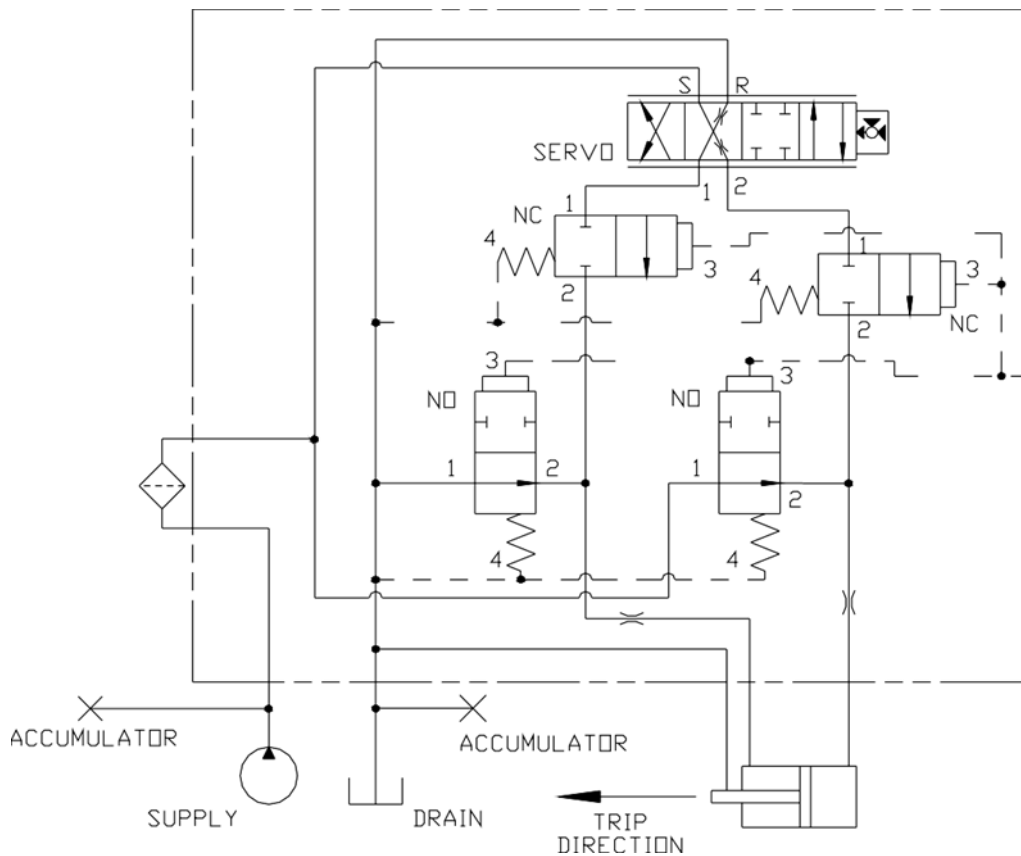 S R
SERVO
1 2
NC 1
4
3
2
1
4 3
2 NC
3
3
NO
NO
1 2
1 2
4
4
ACCUMULATOR
ACCUMULATOR
SUPPLY
DRAIN
TRIP
DIRECTION